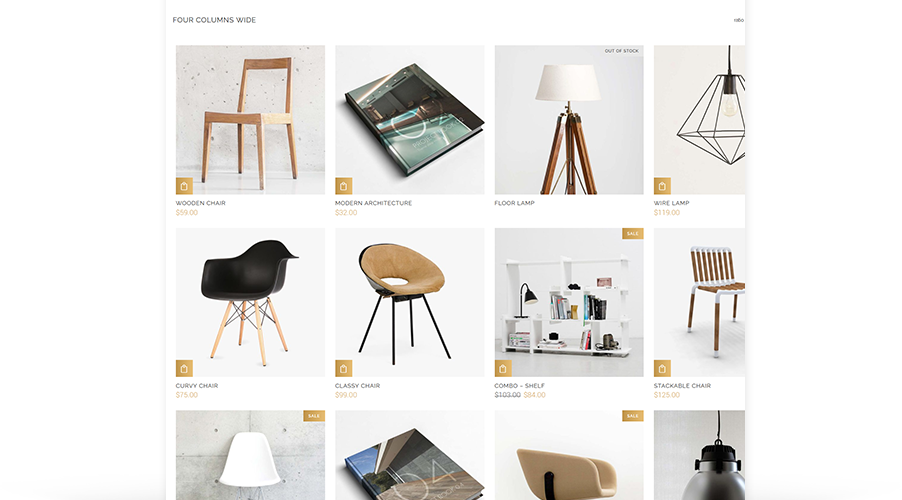 FOUR COLUMNS WIDE
OUT OF STOCK
WOODEN CHAIR
$59.00
MODERN ARCHITECTURE
$32.00
FLOOR LAMP
WIRE LAMP
$119.00
SALE
CURVY CHAIR
$75.00
CLASSY CHAIR
$99.00
COMBO – SHELF
$103.00 $84.00
STACKABLE CHAIR
$125.00
SALE
SALE